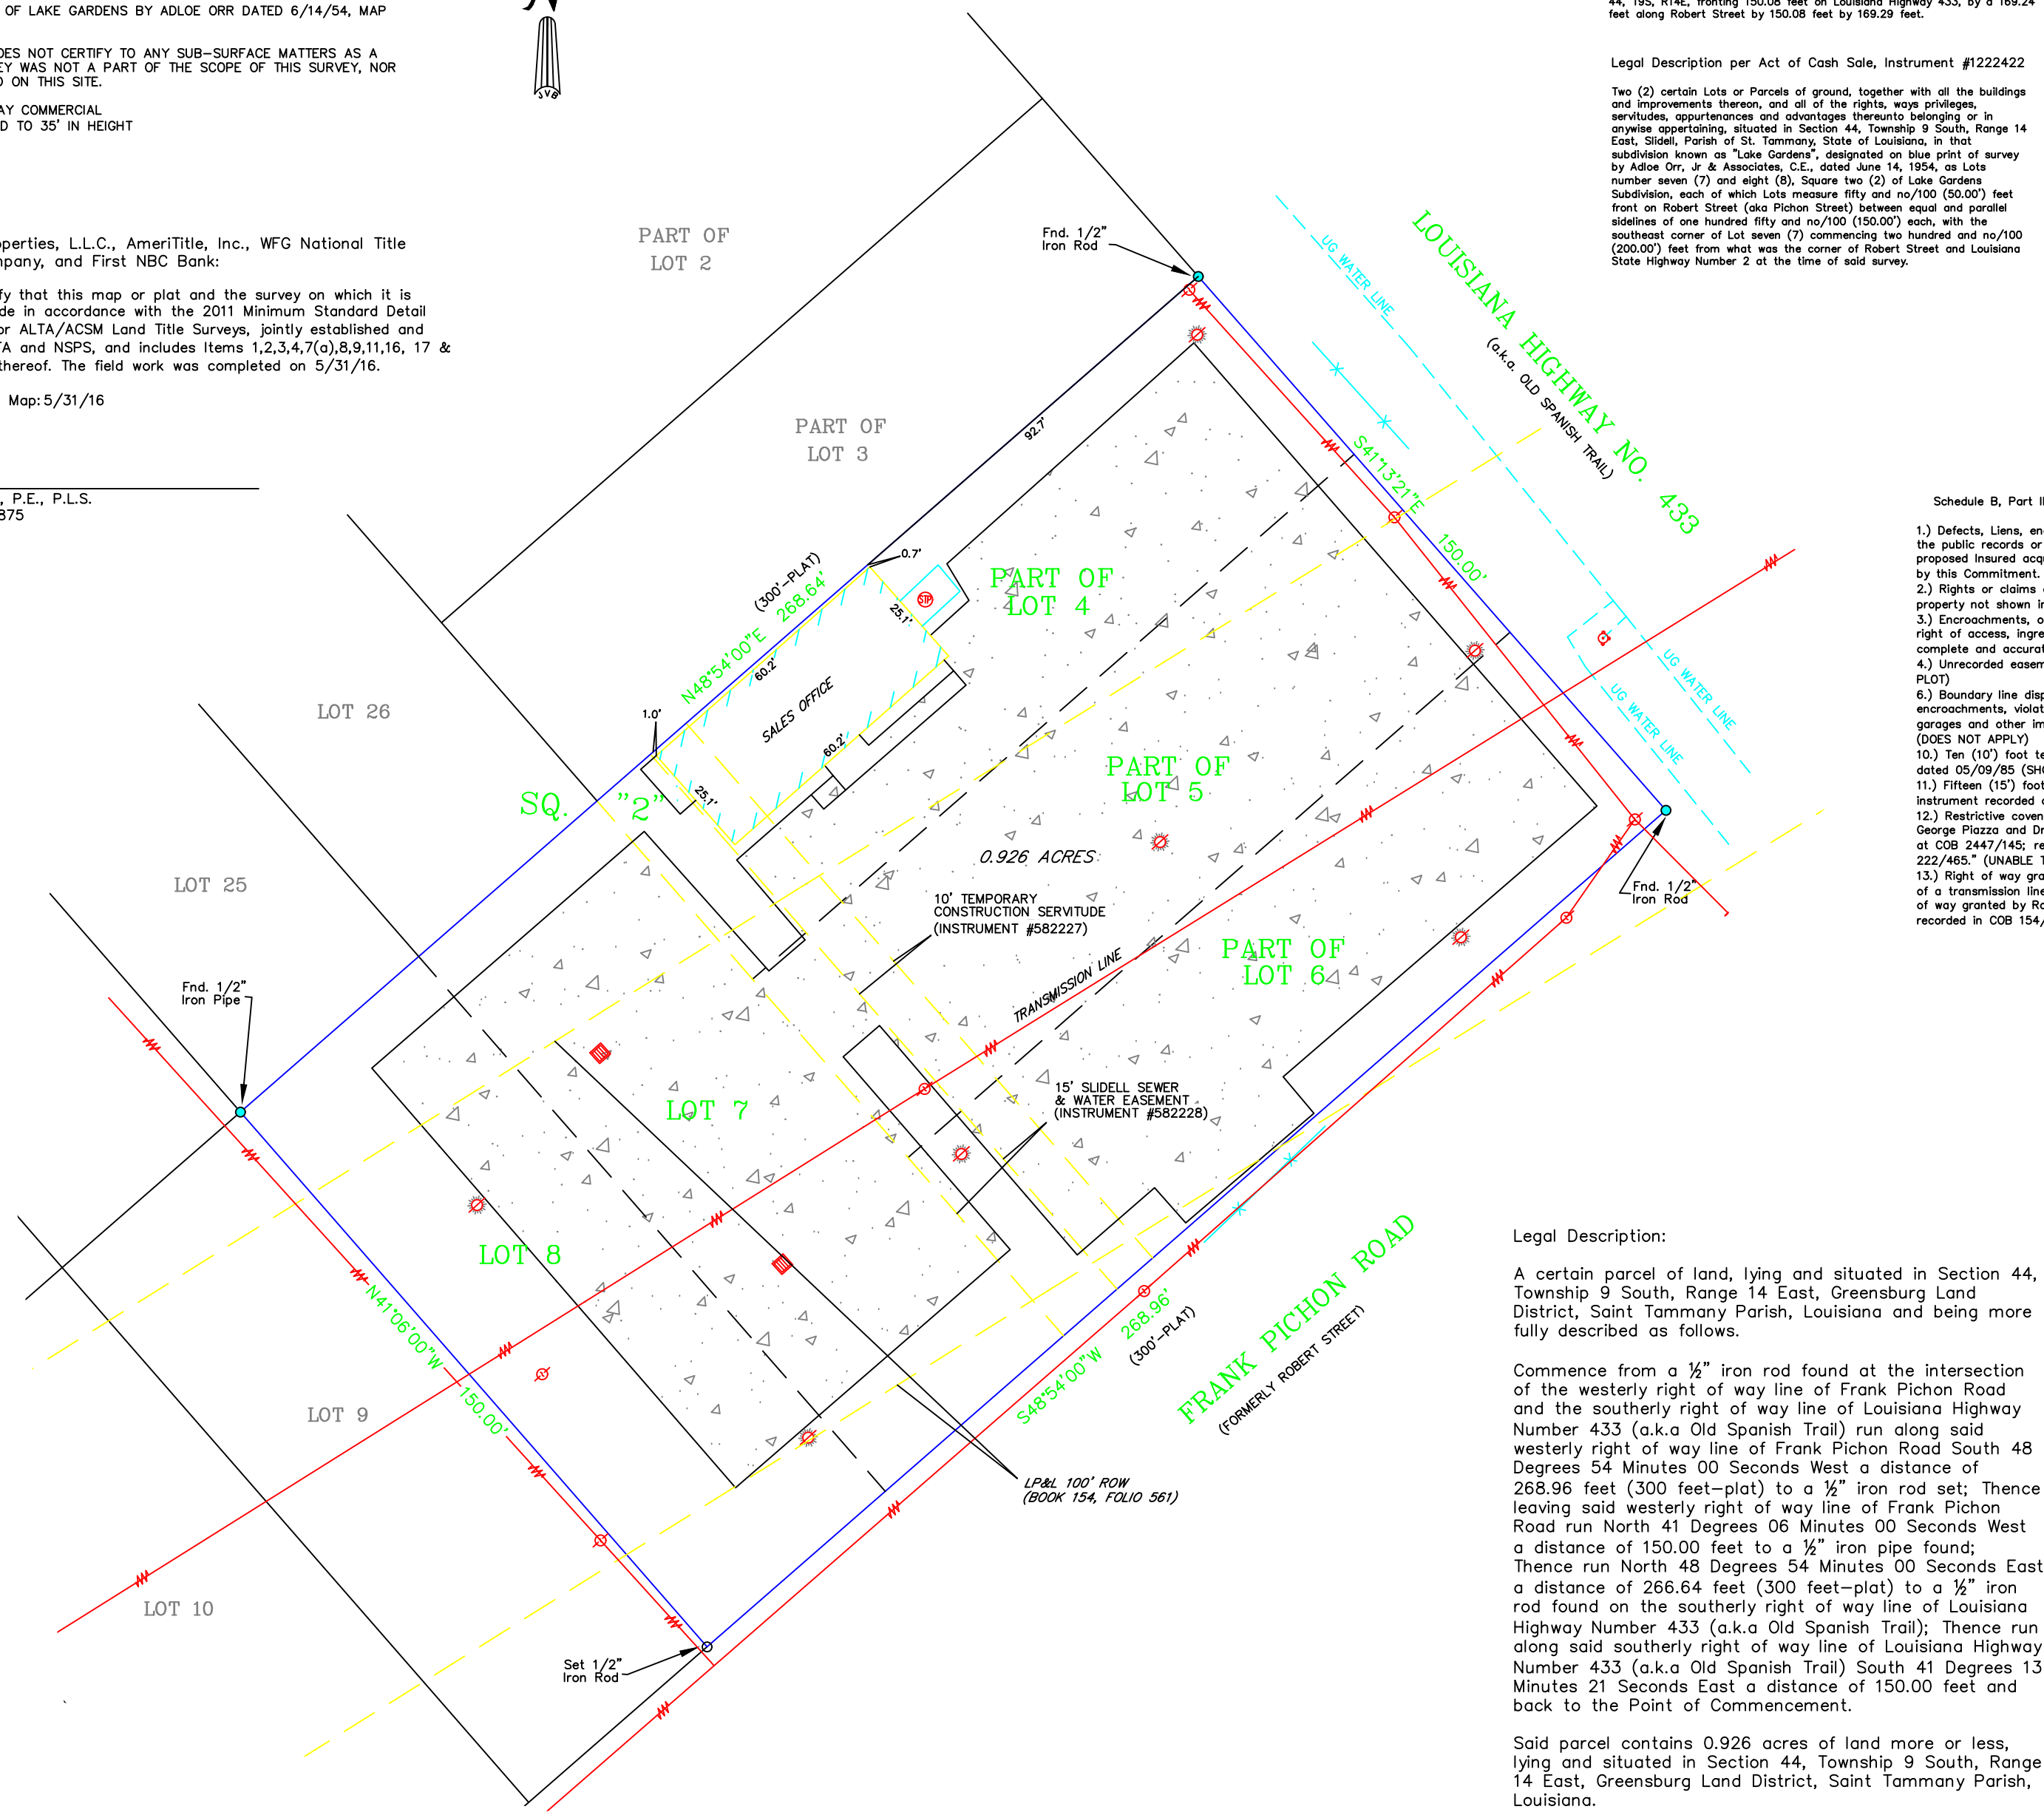 OF LAKE GARDENS BY ADLOE ORR DATED 6/14/54, MAP
DOES NOT CERTIFY TO ANY SUB-SURFACE MATTERS AS A
WAS NOT A PART OF THE SCOPE OF THIS SURVEY, NOR
ON THIS SITE.
COMMERCIAL
TO 35' IN HEIGHT
L.L.C., AmeriTitle, Inc., WFG National Title
and First NBC Bank:
that this map or plat and the survey on which it is
in accordance with the 2011 Minimum Standard Detail
ALTA/ACSM Land Title Surveys, jointly established and
and NSPS, and includes Items 1,2,3,4,7(a),8,9,11,16, 17 &
thereof. The field work was completed on 5/31/16.
Map: 5/31/16
P.E., P.L.S.
875
JVB
44, T9S, R14E, fronting 150.08 feet on Louisiana Highway 433, by a 169.24
feet along Robert Street by 150.08 feet by 169.29 feet.
Legal Description per Act of Cash Sale, Instrument #1222422
Two (2) certain Lots or Parcels of ground, together with all the buildings
and improvements thereon, and all of the rights, ways privileges,
servitudes, appurtenances and advantages thereunto belonging or in
anywise appertaining, situated in Section 44, Township 9 South, Range 14
East, Slidell, Parish of St. Tammany, State of Louisiana, in that
subdivision known as "Lake Gardens", designated on blue print of survey
by Adloe Orr, Jr & Associates, C.E., dated June 14, 1954, as Lots
number seven (7) and eight (8), Square two (2) of Lake Gardens
Subdivision, each of which Lots measure fifty and no/100 (50.00') feet
front on Robert Street (aka Pichon Street) between equal and parallel
sidelines of one hundred fifty and no/100 (150.00') each, with the
southeast corner of Lot seven (7) commencing two hundred and no/100
(200.00') feet from what was the corner of Robert Street and Louisiana
State Highway Number 2 at the time of said survey.
PART OF
LOT 2
PART OF
LOT 3
Fnd. 1/2"
Iron Rod
UG WATER LINE
LOUISIANA HIGHWAY NO. 433
(a.k.a. OLD SPANISH TRAIL)
92.7'
S41°13'21"E
150.00'
Schedule B, Part
1.) Defects, Liens,
the public records or
proposed Insured
by this Commitment.
2.) Rights or claims
property not shown
3.) Encroachments,
right of access,
complete and
4.) Unrecorded
PLOT)
6.) Boundary line
encroachments,
garages and other
(DOES NOT APPLY)
10.) Ten (10') foot
dated 05/09/85
11.) Fifteen (15') foot
instrument recorded
12.) Restrictive
George Piazza and
at COB 2447/145;
222/465." (UNABLE
13.) Right of way
of a transmission line
of way granted by
recorded in COB 154/
(300'-PLAT)
N48°54'00"E 268.64'
0.7'
STP
25.1'
60.2'
SALES OFFICE
60.2'
1.0'
25.1'
PART OF
LOT 4
UG WATER LINE
UG WATER LINE
LOT 26
SQ. "2"
PART OF
LOT 5
0.926 ACRES
LOT 25
10' TEMPORARY
CONSTRUCTION SERVITUDE
(INSTRUMENT #582227)
Fnd. 1/2"
Iron Rod
PART OF
LOT 6
TRANSMISSION LINE
Fnd. 1/2"
Iron Pipe
15' SLIDELL SEWER
& WATER EASEMENT
(INSTRUMENT #582228)
LOT 7
LOT 8
N41°06'00"W
150.00'
S48°54'00"W
268.96'
(300'-PLAT)
FRANK PICHON ROAD
(FORMERLY ROBERT STREET)
LOT 9
LP&L 100' ROW
(BOOK 154, FOLIO 561)
LOT 10
Set 1/2"
Iron Rod
Legal Description:
A certain parcel of land, lying and situated in Section 44,
Township 9 South, Range 14 East, Greensburg Land
District, Saint Tammany Parish, Louisiana and being more
fully described as follows.
Commence from a ½" iron rod found at the intersection
of the westerly right of way line of Frank Pichon Road
and the southerly right of way line of Louisiana Highway
Number 433 (a.k.a Old Spanish Trail) run along said
westerly right of way line of Frank Pichon Road South 48
Degrees 54 Minutes 00 Seconds West a distance of
268.96 feet (300 feet-plat) to a ½" iron rod set; Thence
leaving said westerly right of way line of Frank Pichon
Road run North 41 Degrees 06 Minutes 00 Seconds West
a distance of 150.00 feet to a ½" iron pipe found;
Thence run North 48 Degrees 54 Minutes 00 Seconds East
a distance of 266.64 feet (300 feet-plat) to a ½" iron
rod found on the southerly right of way line of Louisiana
Highway Number 433 (a.k.a Old Spanish Trail); Thence run
along said southerly right of way line of Louisiana Highway
Number 433 (a.k.a Old Spanish Trail) South 41 Degrees 13
Minutes 21 Seconds East a distance of 150.00 feet and
back to the Point of Commencement.
Said parcel contains 0.926 acres of land more or less,
lying and situated in Section 44, Township 9 South, Range
14 East, Greensburg Land District, Saint Tammany Parish,
Louisiana.